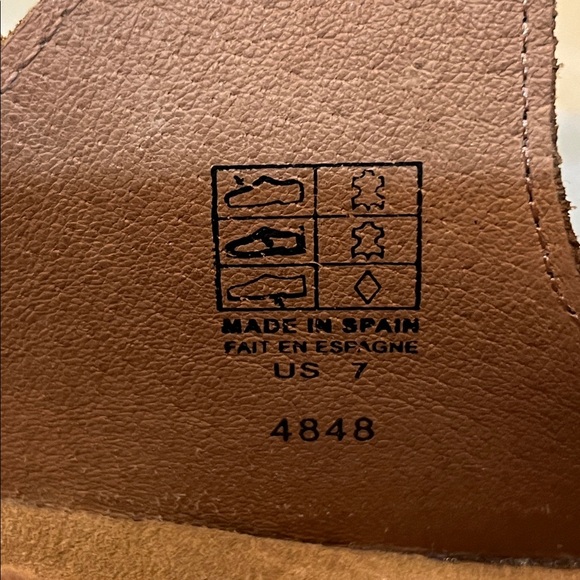 MADE IN SPAIN
FAIT EN ESPAGNE
US 7
4848